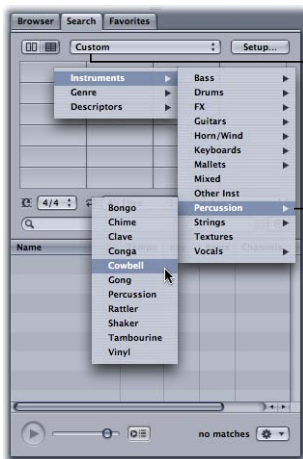 Browser Search Favorites
Custom Setup...
Instruments
Genre
Descriptors
Bass
Drums
FX
Guitars
Horn/Wind
Keyboards
Mallets
Mixed
Other Inst
Percussion
Strings
Textures
Vocals
4/4
Name
Bongo
Chime
Clave
Conga
Cowbell
Gong
Percussion
Rattler
Shaker
Tambourine
Vinyl
no matches